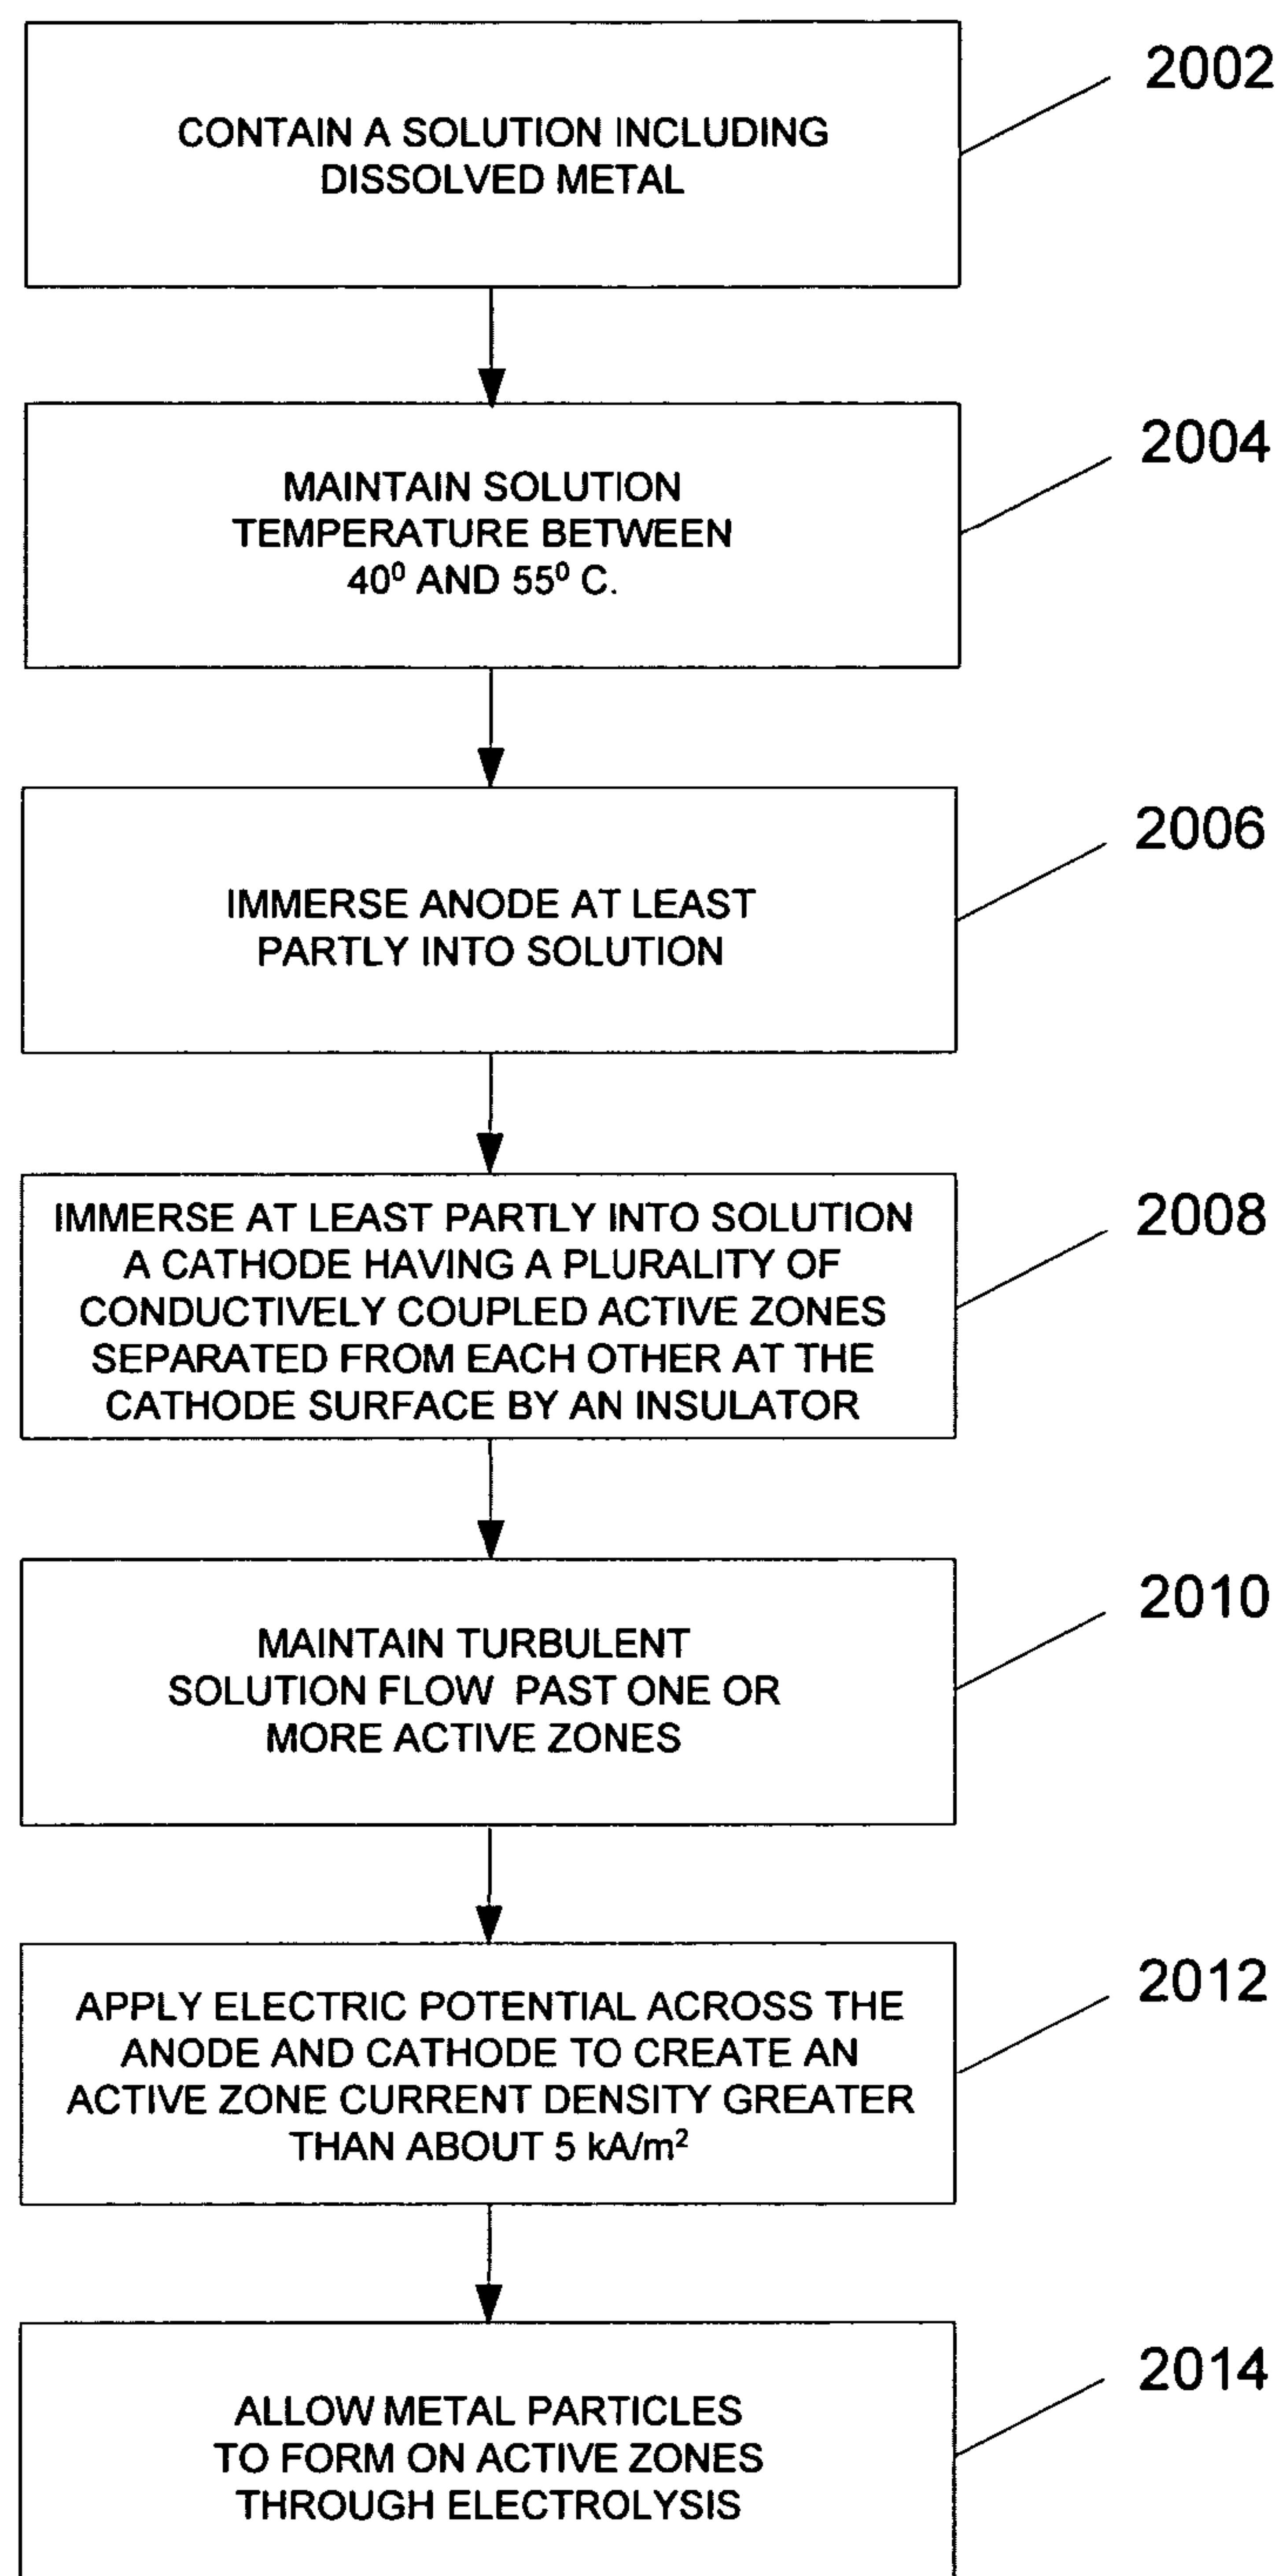 2002
CONTAIN A SOLUTION INCLUDING
DISSOLVED METAL
2004
MAINTAIN SOLUTION
TEMPERATURE BETWEEN
40⁰ AND 55⁰ C.
2006
IMMERSE ANODE AT LEAST
PARTLY INTO SOLUTION
2008
IMMERSE AT LEAST PARTLY INTO SOLUTION
A CATHODE HAVING A PLURALITY OF
CONDUCTIVELY COUPLED ACTIVE ZONES
SEPARATED FROM EACH OTHER AT THE
CATHODE SURFACE BY AN INSULATOR
2010
MAINTAIN TURBULENT
SOLUTION FLOW PAST ONE OR
MORE ACTIVE ZONES
2012
APPLY ELECTRIC POTENTIAL ACROSS THE
ANODE AND CATHODE TO CREATE AN
ACTIVE ZONE CURRENT DENSITY GREATER
THAN ABOUT 5 kA/m²
2014
ALLOW METAL PARTICLES
TO FORM ON ACTIVE ZONES
THROUGH ELECTROLYSIS